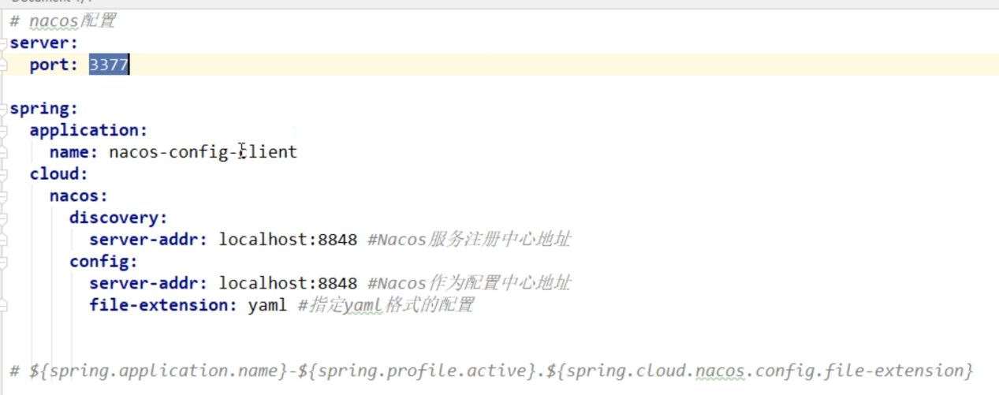 # nacos配置
server:
  port: 3377

spring:
  application:
    name: nacos-config-client
  cloud:
    nacos:
      discovery:
        server-addr: localhost:8848 #Nacos服务注册中心地址
      config:
        server-addr: localhost:8848 #Nacos作为配置中心地址
        file-extension: yaml #指定yaml格式的配置


# ${spring.application.name}-${spring.profile.active}.${spring.cloud.nacos.config.file-extension}